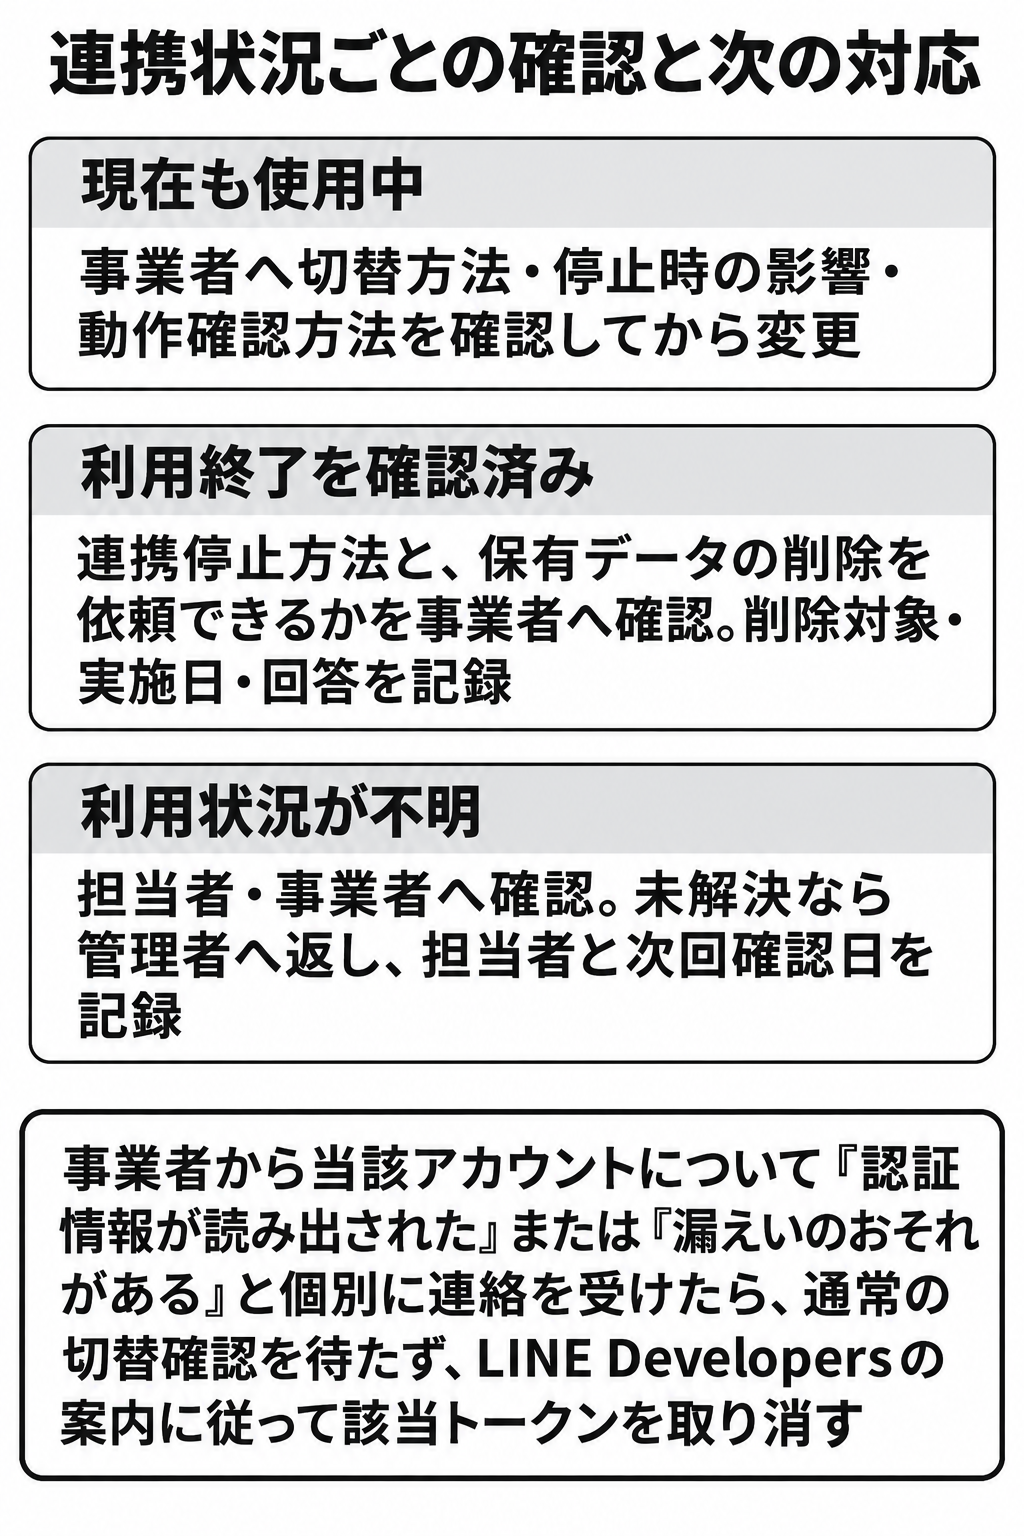 連携状況ごとの確認と次の対応
現在も使用中
事業者へ切替方法・停止時の影響・
動作確認方法を確認してから変更
利用終了を確認済み
連携停止方法と、保有データの削除を
依頼できるかを事業者へ確認。削除対象・
実施日・回答を記録
利用状況が不明
担当者・事業者へ確認。未解決なら
管理者へ返し、担当者と次回確認日を
記録
事業者から当該アカウントについて『認証
情報が読み出された』または『漏えいのおそれ
がある』と個別に連絡を受けたら、通常の
切替確認を待たず、LINE Developersの
案内に従って該当トークンを取り消す